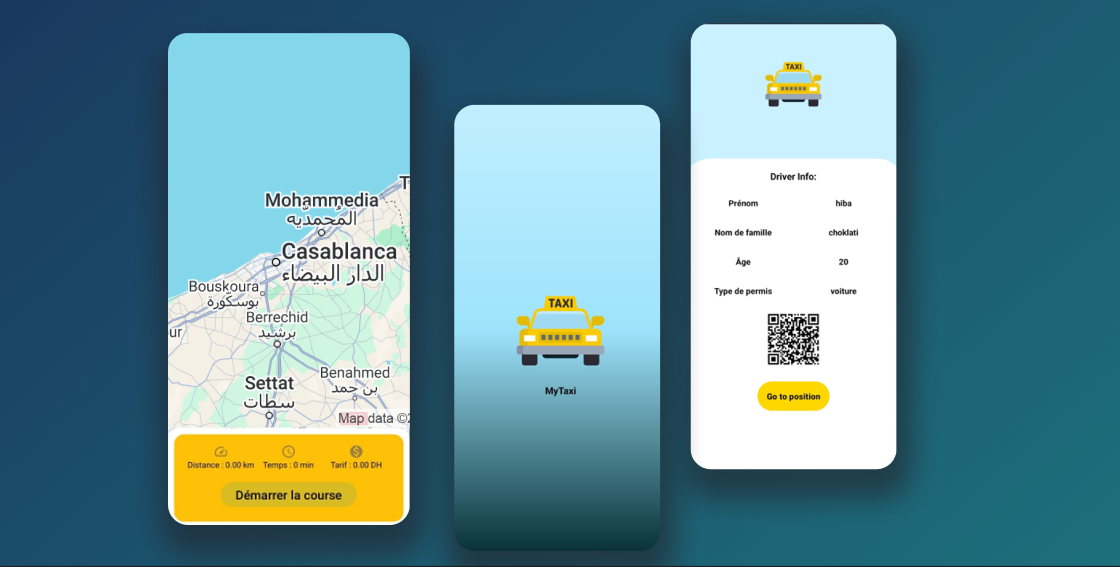 T
Mohammedia
المحمدية
Casablanca
الدار البيضاء
Bouskoura
بوسكورة
Berrechid
برشيد
ur
Benahmed
بن حمد
Settat
سطات
Map data ©2
Distance : 0.00 km
Temps : 0 min
Tarif : 0.00 DH
Démarrer la course
TAXI
MyTaxi
TAXI
Driver Info:
Prénom hiba
Nom de famille choklati
Âge 20
Type de permis voiture
Go to position